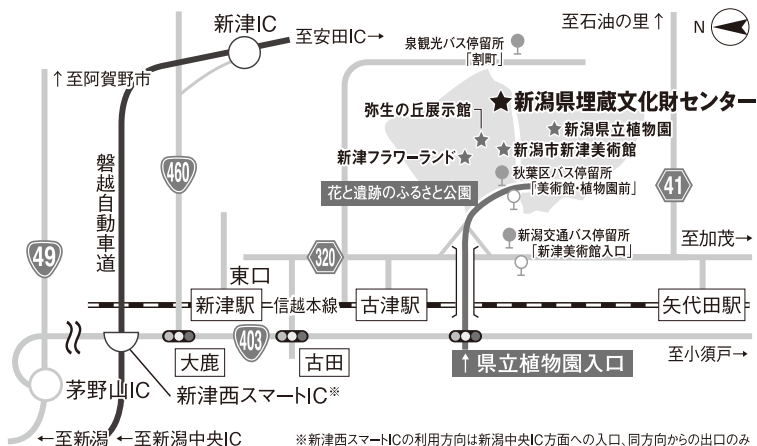 新津IC
至安田IC→
至石油の里↑
N
泉観光バス停留所
「割町」
↑至阿賀野市
★新潟県埋蔵文化財センター
弥生の丘展示館
★新潟県立植物園
★新潟市新津美術館
新津フラワーランド★
460
磐越自動車道
秋葉区バス停留所
「美術館・植物園前」
花と遺跡のふるさと公園
41
新潟交通バス停留所
「新津美術館入口」
至加茂→
49
320
東口
新津駅
信越本線
古津駅
矢代田駅
403
大鹿
古田
↑県立植物園入口
至小須戸→
茅野山IC
新津西スマートIC※
←至新潟
←至新潟中央IC
※新津西スマートICの利用方向は新潟中央IC方面への入口、同方向からの出口のみ